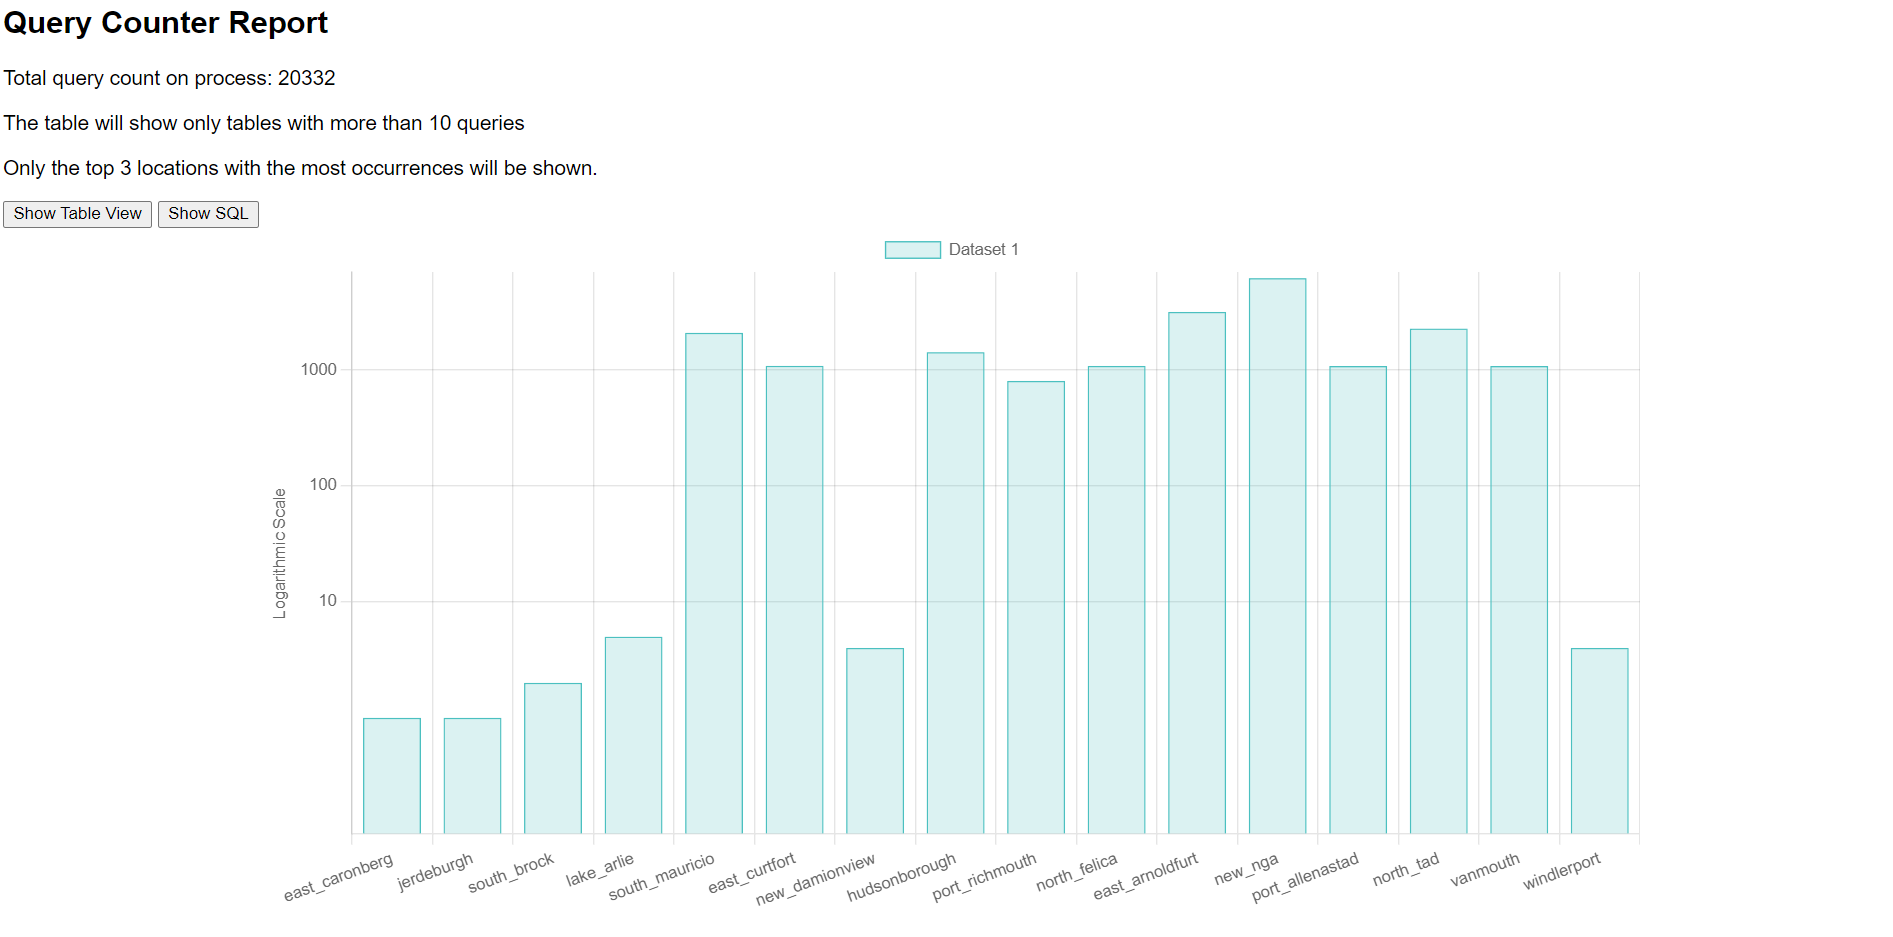 Query Counter Report
Total query count on process: 20332
The table will show only tables with more than 10 queries
Only the top 3 locations with the most occurrences will be shown.
Show Table View Show SQL
Dataset 1
1000
100
10
Logarithmic Scale
east_caronberg
jerdeburgh
south_brock
lake_arlie
south_mauricio
east_curtfort
new_damionview
hudsonborough
port_richmouth
north_felica
east_arnoldfurt
new_nga
port_allenastad
north_tad
vanmouth
windlerport